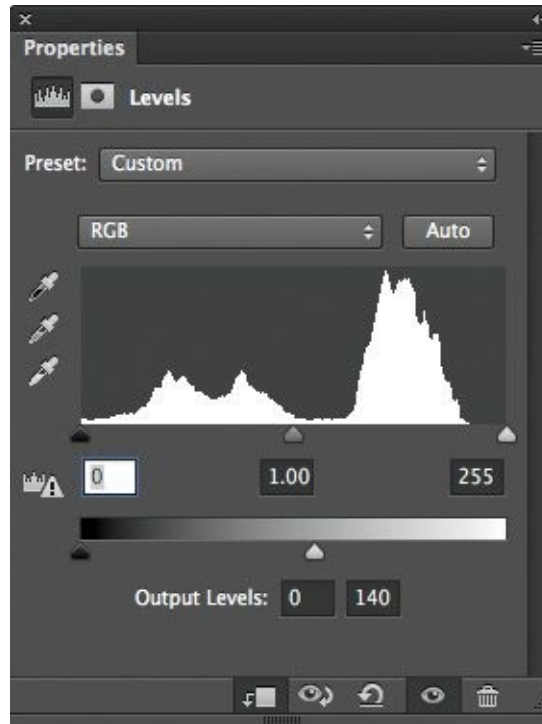 Properties
Levels
Preset: Custom
RGB Auto
0 1.00 255
Output Levels: 0 140